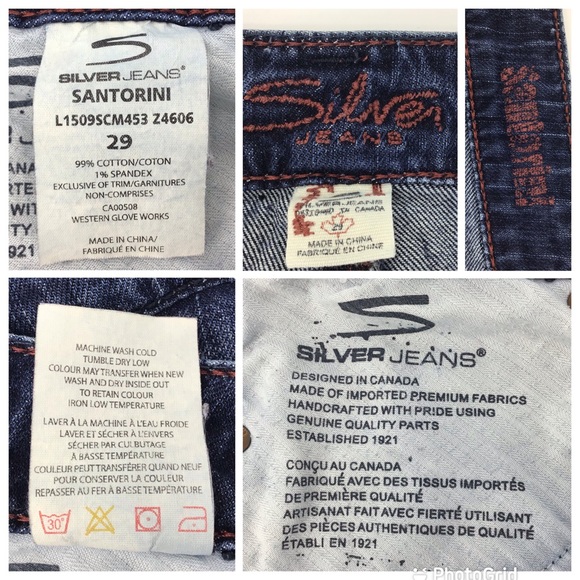 SILVER JEANS®
SANTORINI
L1509SCM453 Z4606
29
99% COTTON/COTON
1% SPANDEX
EXCLUSIVE OF TRIM/GARNITURES
NON-COMPRISES
CA00508
WESTERN GLOVE WORKS
MADE IN CHINA/
FABRIQUÉ EN CHINE
1921
Silver
JEANS
SILVER JEANS
DESIGNED IN CANADA
29
MADE IN CHINA/
FABRIQUÉ EN CHINE
MACHINE WASH COLD
TUMBLE DRY LOW
COLOUR MAY TRANSFER WHEN NEW
WASH AND DRY INSIDE OUT
TO RETAIN COLOUR
IRON LOW TEMPERATURE
LAVER À LA MACHINE À L'EAU FROIDE
LAVER ET SÉCHER À L'ENVERS
SÉCHER PAR CULBUTAGE
À BASSE TEMPÉRATURE
COULEUR PEUT TRANSFÉRER QUAND NEUF
POUR CONSERVER LA COULEUR
REPASSER AU FER À BASSE TEMPÉRATURE
30°
SILVER JEANS®
DESIGNED IN CANADA
MADE OF IMPORTED PREMIUM FABRICS
HANDCRAFTED WITH PRIDE USING
GENUINE QUALITY PARTS
ESTABLISHED 1921
CONÇU AU CANADA
FABRIQUÉ AVEC DES TISSUS IMPORTÉS
DE PREMIÈRE QUALITÉ
ARTISANAT FAIT AVEC FIERTÉ UTILISANT
DES PIÈCES AUTHENTIQUES DE QUALITÉ
ÉTABLI EN 1921
PhotoGrid